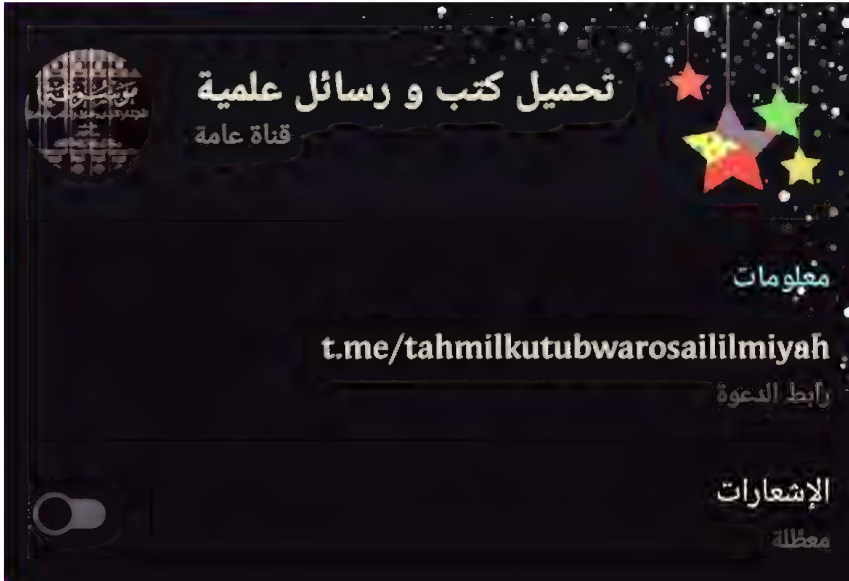 تحميل كتب و رسائل علمية
قناة عامة
معلومات
t.me/tahmilkutubwarosaililmiyah
رابط الدعوة
الإشعارات
معطلة